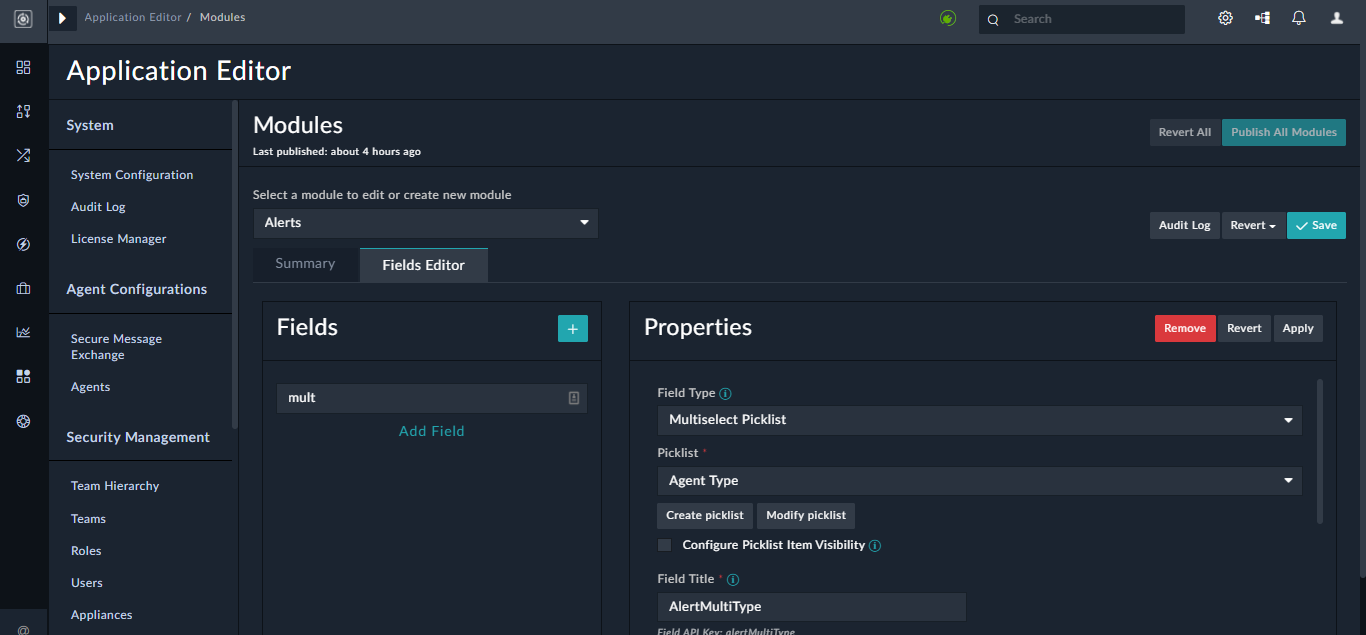 Application Editor / Modules
Search
Application Editor
System
System Configuration
Audit Log
License Manager
Agent Configurations
Secure Message
Exchange
Agents
Security Management
Team Hierarchy
Teams
Roles
Users
Appliances
@
Modules
Last published: about 4 hours ago
Revert All
Publish All Modules
Select a module to edit or create new module
Alerts
Audit Log
Revert
Save
Summary
Fields Editor
Fields
+
mult
Add Field
Properties
Remove
Revert
Apply
Field Type
Multiselect Picklist
Picklist *
Agent Type
Create picklist
Modify picklist
Configure Picklist Item Visibility
Field Title *
AlertMultiType
Field API Key: alertMultiType